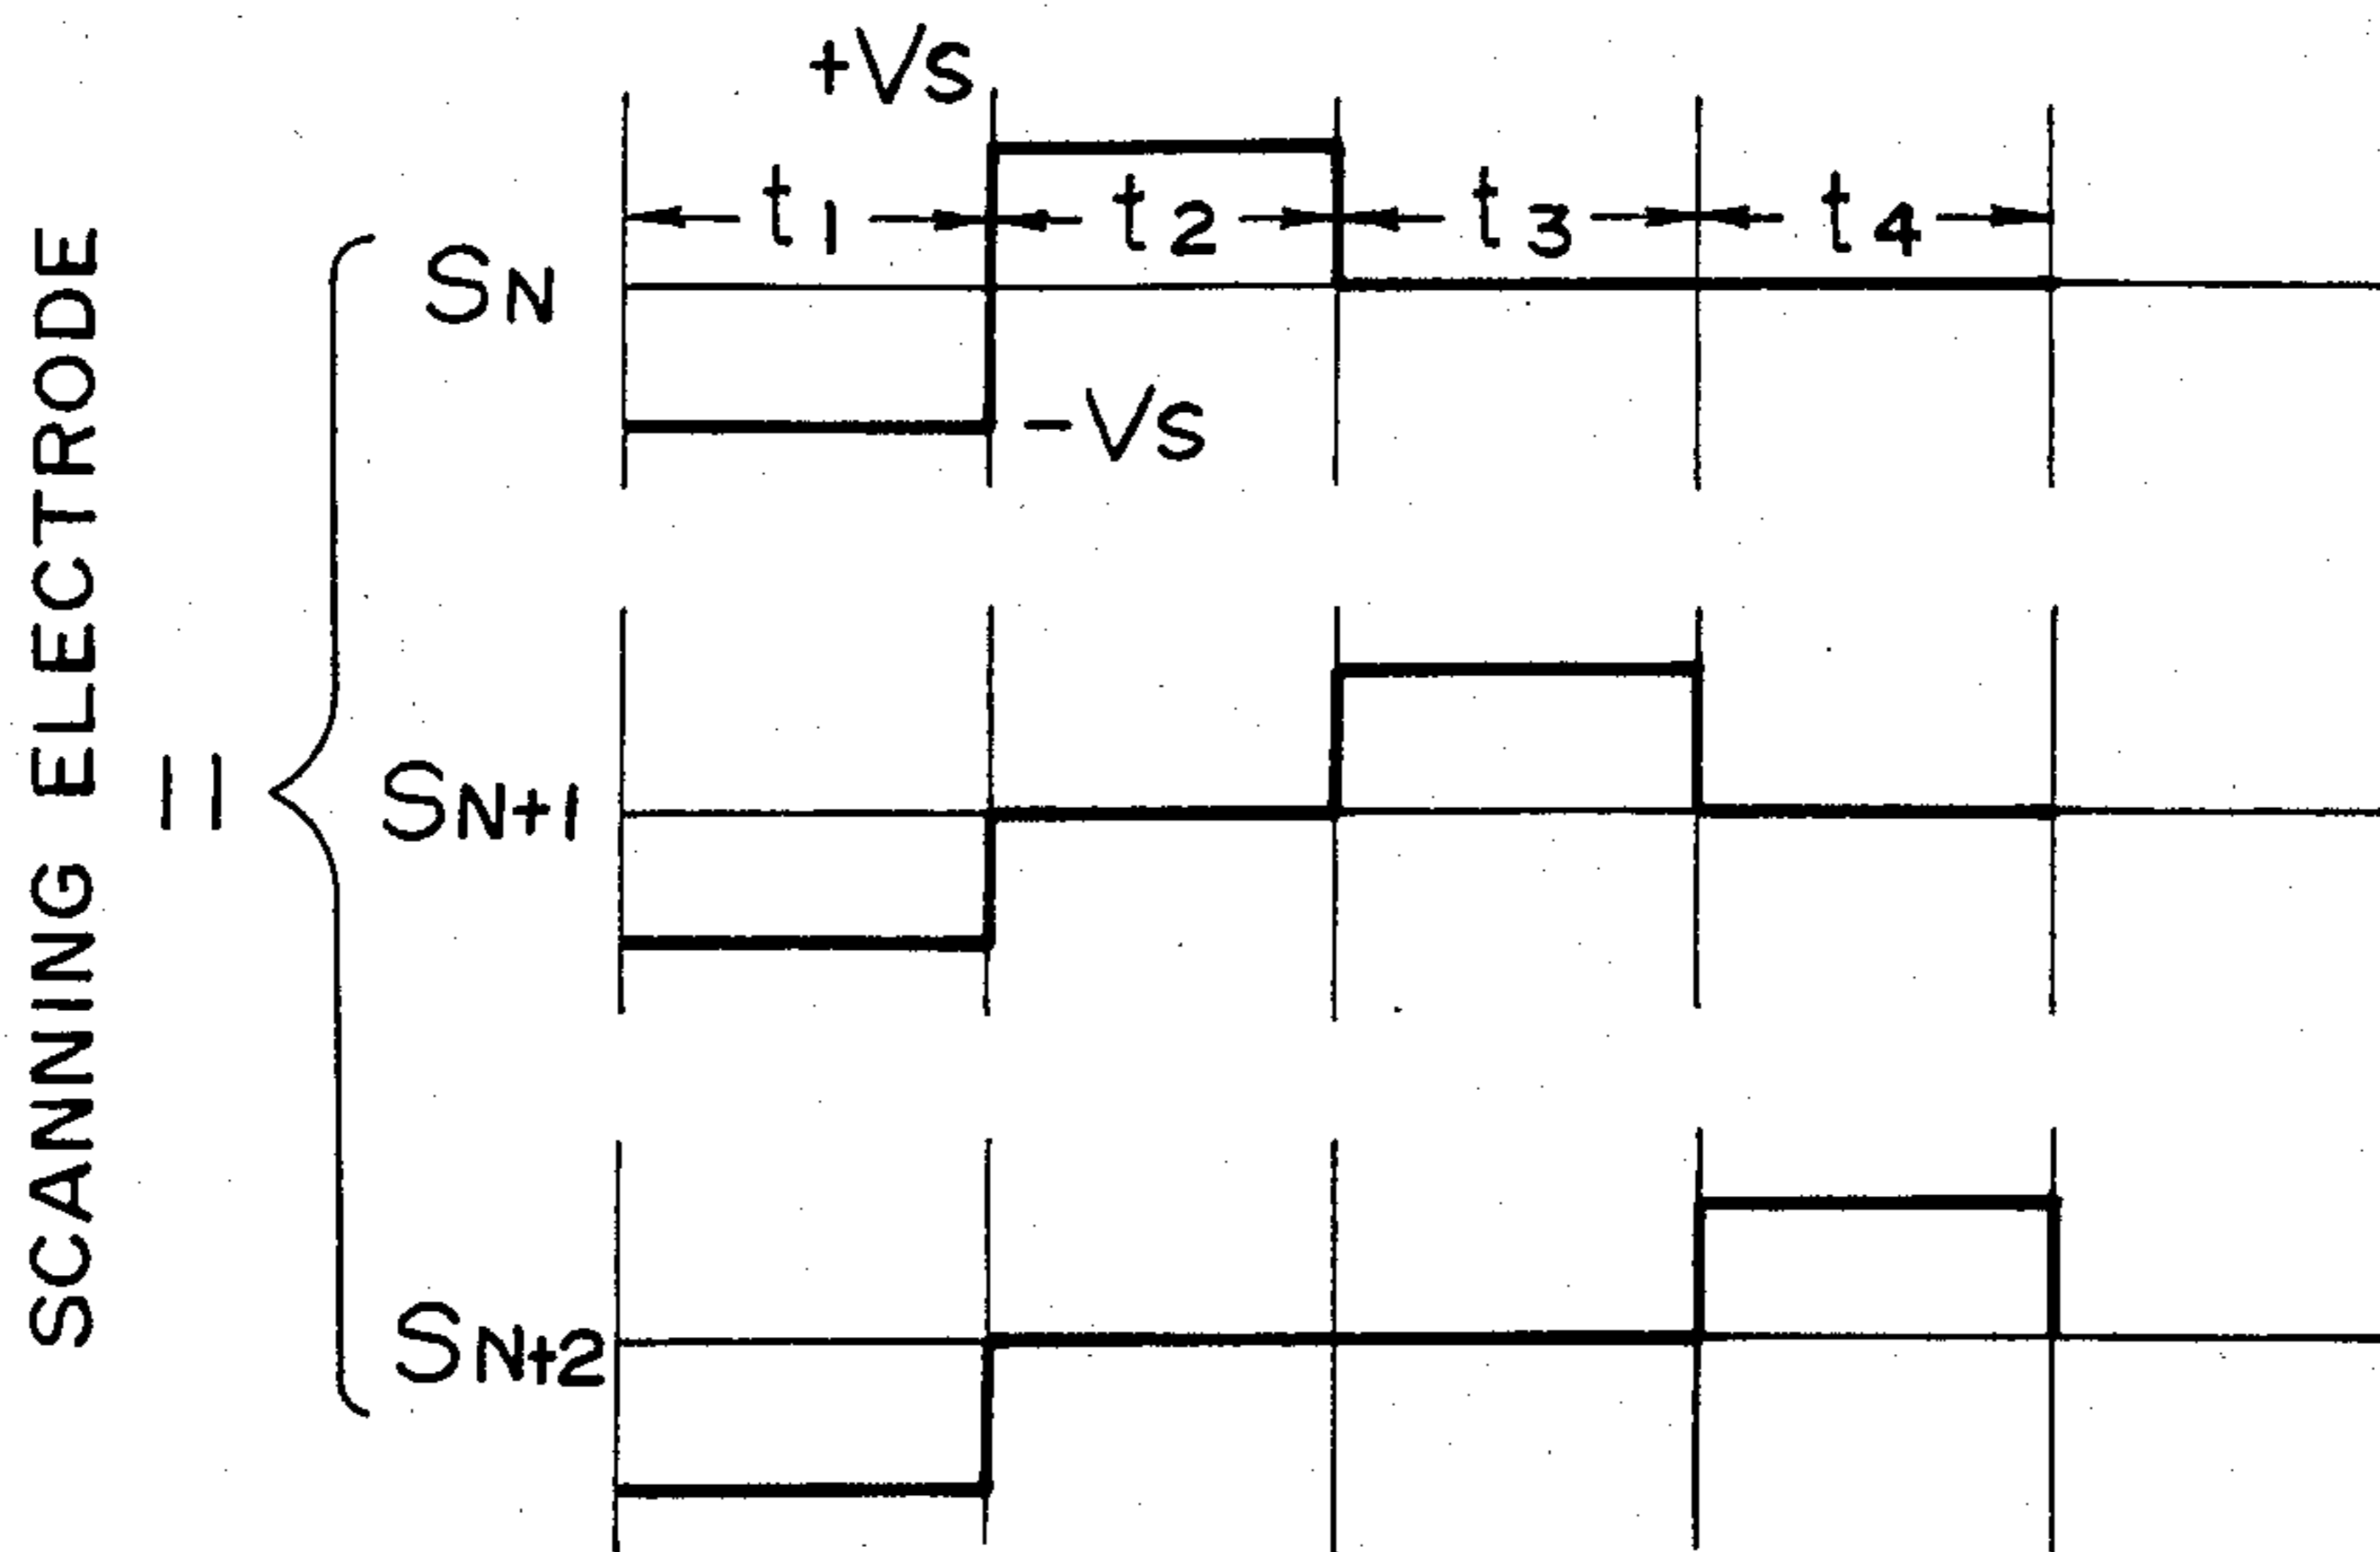 SCANNING ELECTRODE
11
+Vs
t1 t2 t3 t4
SN
-Vs
SN+1
SN+2